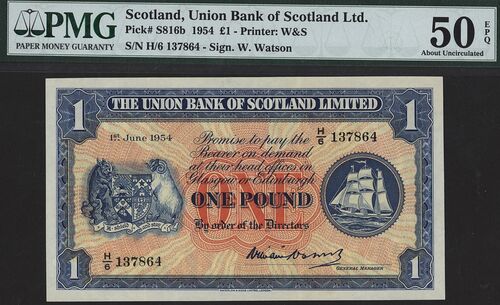 PMG
PAPER MONEY GUARANTY
Scotland, Union Bank of Scotland Ltd.
Pick# S816b 1954 £1 - Printer: W&S
S/N H/6 137864 - Sign. W. Watson
50 EPQ
About Uncirculated
1 THE UNION BANK OF SCOTLAND LIMITED 1
1st June 1954
Promise to pay the
Bearer on demand
at their head offices in
Glasgow or Edinburgh
H/6 137864
ONE
ONE POUND
By order of the Directors
H/6 137864
GENERAL MANAGER
1 1